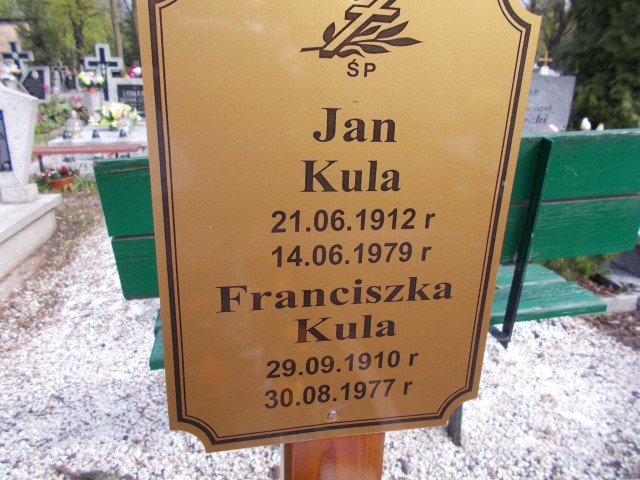 ŚP
Jan
Kula
21.06.1912 r
14.06.1979 r
Franciszka
Kula
29.09.1910 r
30.08.1977 r